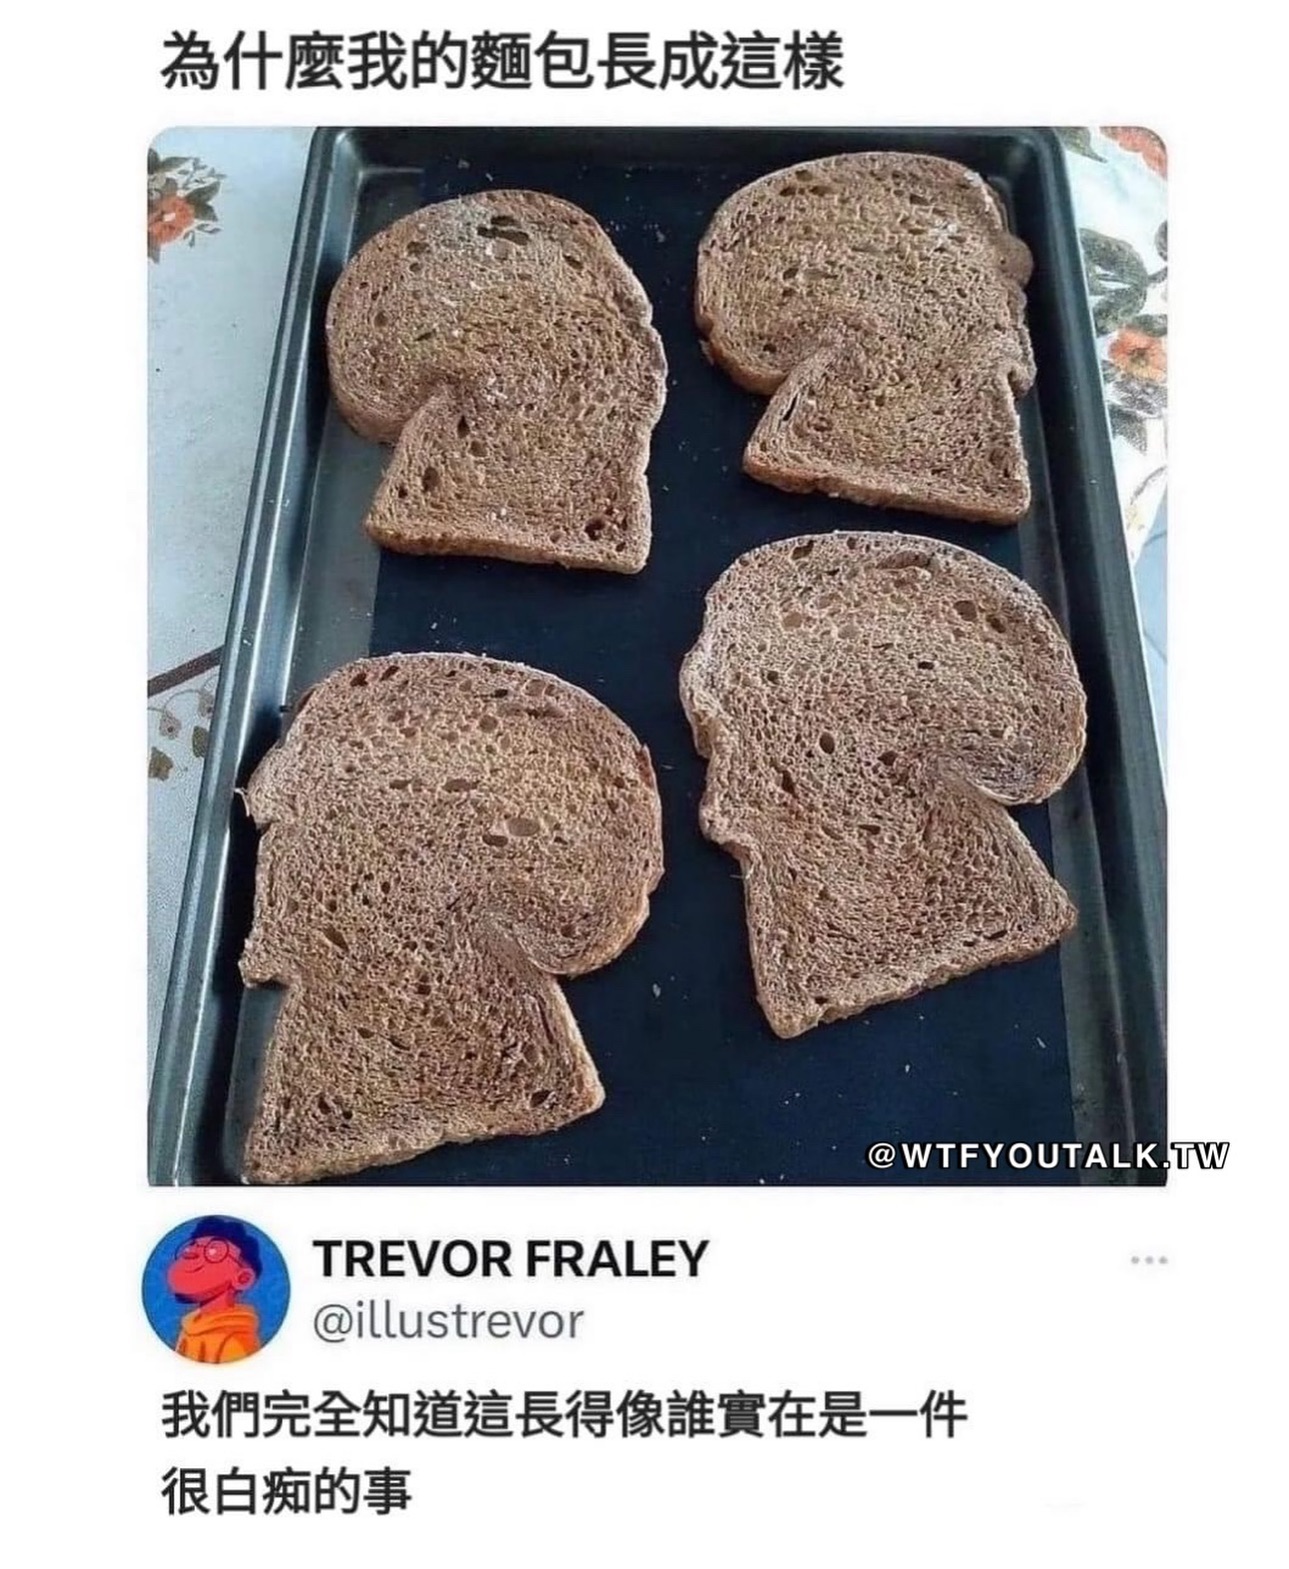 為什麼我的麵包長成這樣
@WTFYOUTALK.TW
TREVOR FRALEY
@illustrevor
我們完全知道這長得像誰實在是一件
很白痴的事